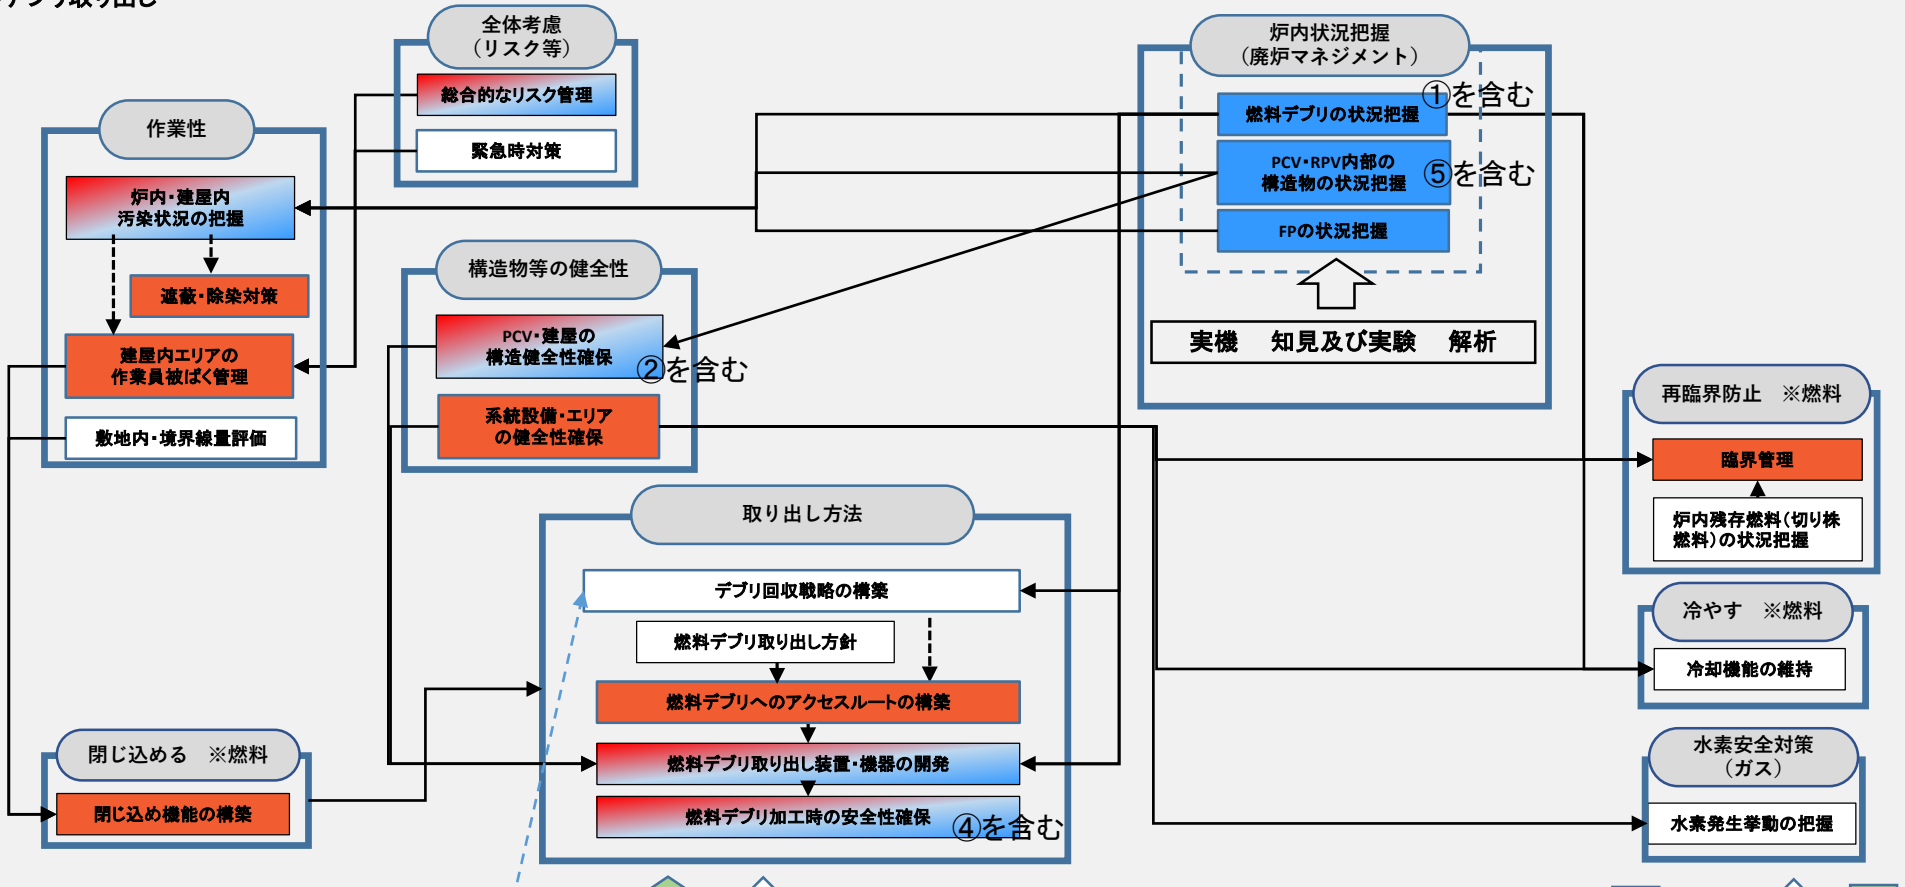 デブリ取り出し
全体考慮
（リスク等）
総合的なリスク管理
緊急時対策
作業性
炉内・建屋内
汚染状況の把握
遮蔽・除染対策
建屋内エリアの
作業員被ばく管理
敷地内・境界線量評価
構造物等の健全性
PCV・建屋の
構造健全性確保
②を含む
系統設備・エリア
の健全性確保
炉内状況把握
（廃炉マネジメント）
燃料デブリの状況把握
①を含む
PCV・RPV内部の
構造物の状況把握
⑤を含む
FPの状況把握
実機 知見及び実験 解析
取り出し方法
デブリ回収戦略の構築
燃料デブリ取り出し方針
燃料デブリへのアクセスルートの構築
燃料デブリ取り出し装置・機器の開発
燃料デブリ加工時の安全性確保
④を含む
閉じ込める ※燃料
閉じ込め機能の構築
再臨界防止 ※燃料
臨界管理
炉内残存燃料（切り株
燃料）の状況把握
冷やす ※燃料
冷却機能の維持
水素安全対策
（ガス）
水素発生挙動の把握